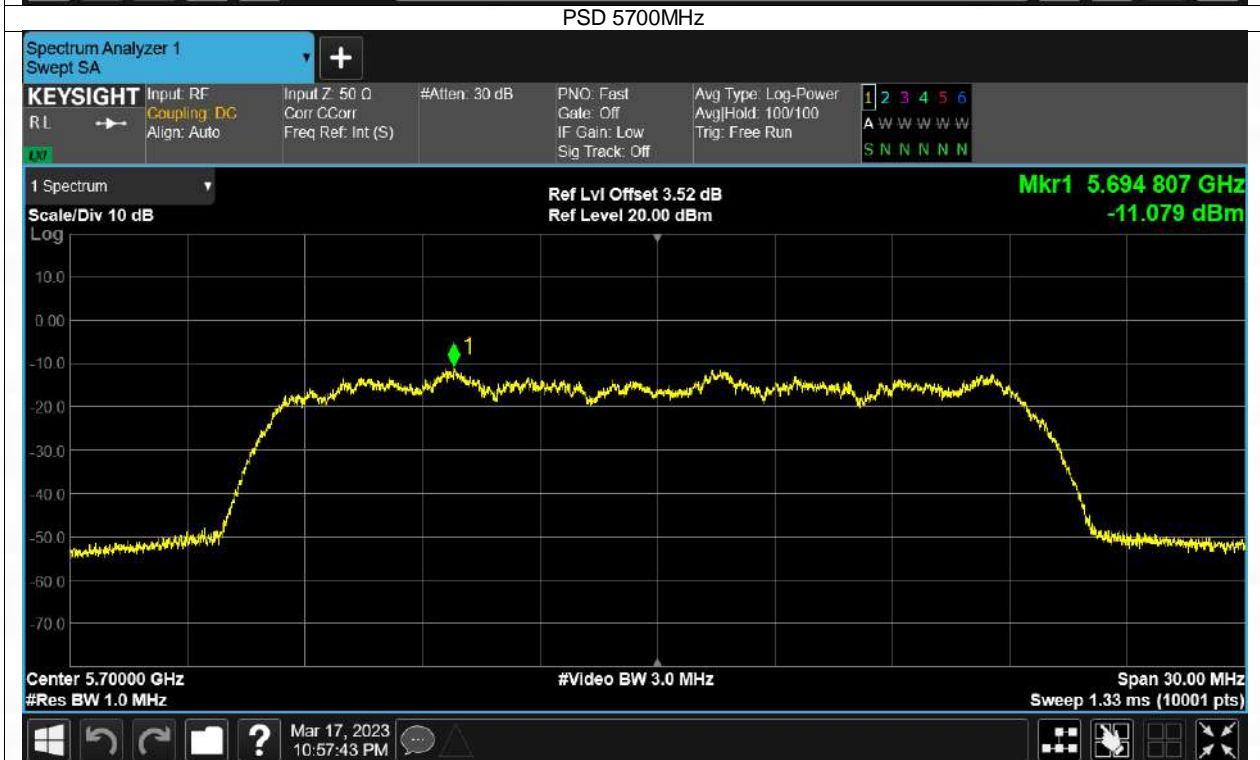 PSD 5700MHz
Spectrum Analyzer 1
Swept SA
+
KEYSIGHT
RL
LXI
Input: RF
Coupling: DC
Align: Auto
Input Z: 50 Ω
Corr CCorr
Freq Ref: Int (S)
#Atten: 30 dB
PNO: Fast
Gate: Off
IF Gain: Low
Sig Track: Off
Avg Type: Log-Power
Avg|Hold: 100/100
Trig: Free Run
1 2 3 4 5 6
A W W W W W
S N N N N N
1 Spectrum
Scale/Div 10 dB
Log
Ref Lvl Offset 3.52 dB
Ref Level 20.00 dBm
Mkr1 5.694 807 GHz
-11.079 dBm
10.0
0.00
-10.0
-20.0
-30.0
-40.0
-50.0
-60.0
-70.0
1
Center 5.70000 GHz
#Res BW 1.0 MHz
#Video BW 3.0 MHz
Span 30.00 MHz
Sweep 1.33 ms (10001 pts)
?
Mar 17, 2023
10:57:43 PM